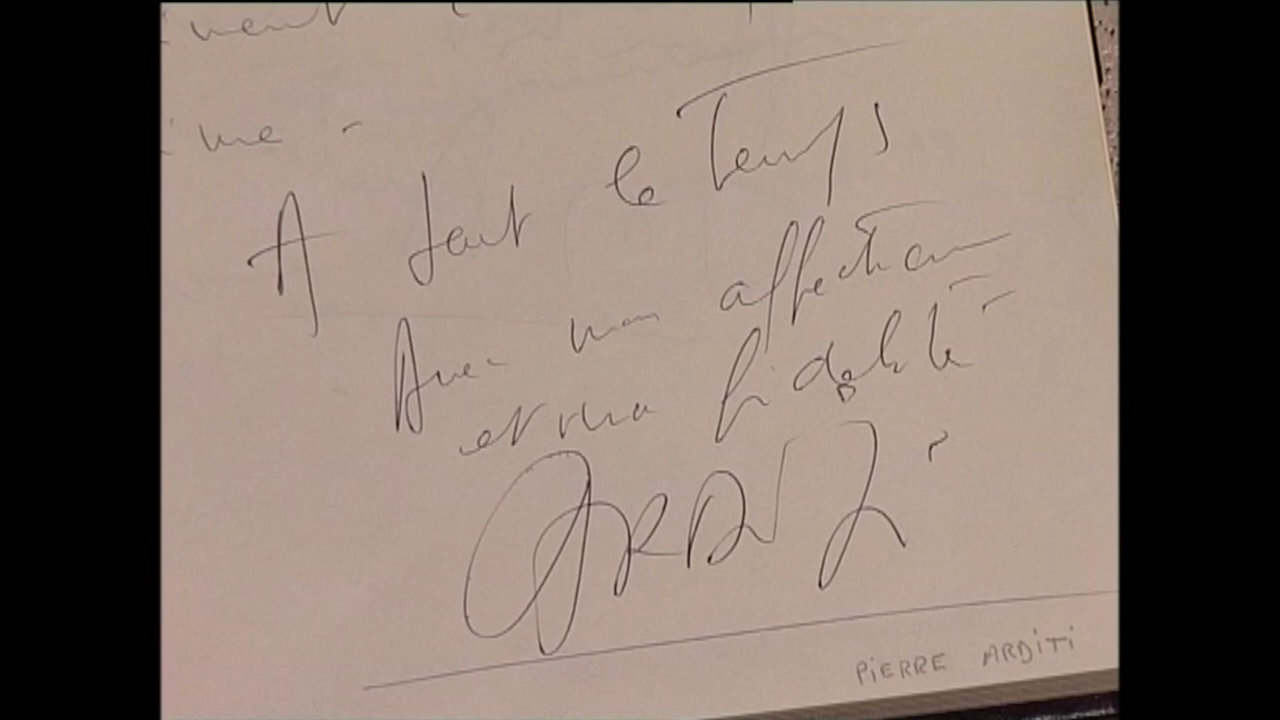 A tout le Temps
Avec mon affection
et ma fidélité
ARDITI
PIERRE ARDITI